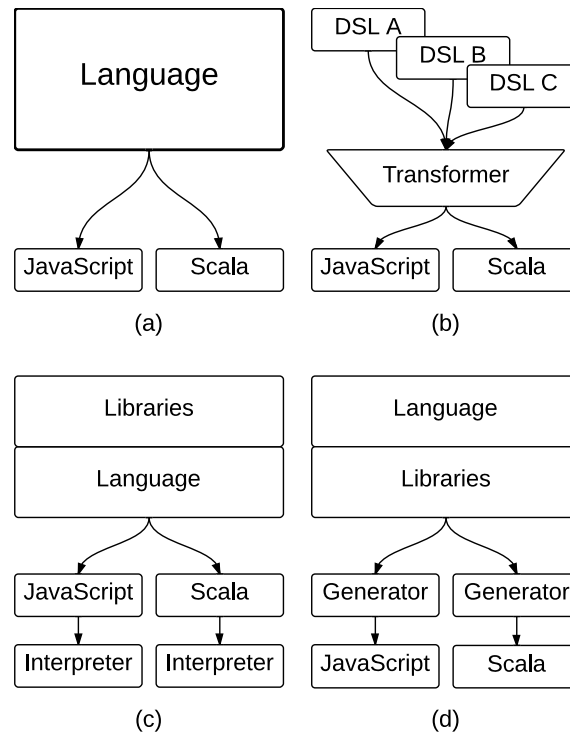 Language
JavaScript
Scala
(a)
DSL A
DSL B
DSL C
Transformer
JavaScript
Scala
(b)
Libraries
Language
JavaScript
Scala
Interpreter
Interpreter
(c)
Language
Libraries
Generator
Generator
JavaScript
Scala
(d)